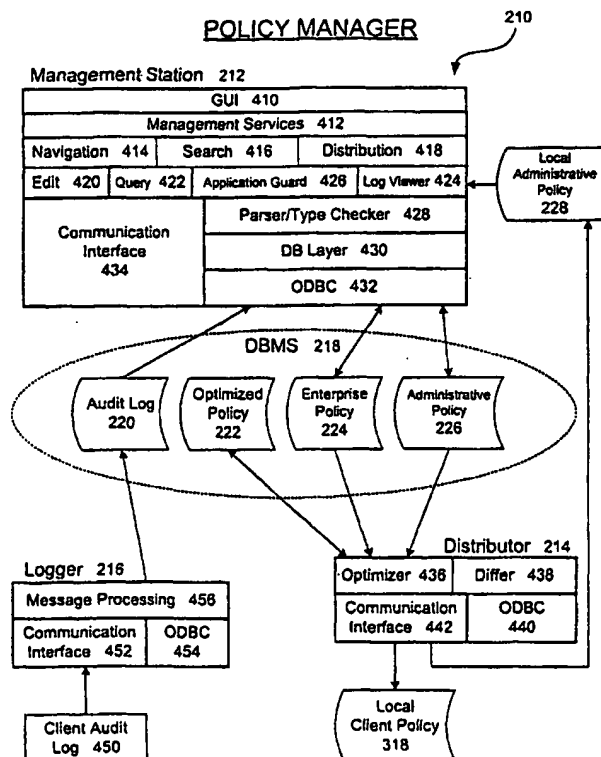 POLICY MANAGER
210
Management Station 212
GUI 410
Management Services 412
Navigation 414
Search 416
Distribution 418
Edit 420
Query 422
Application Guard 426
Log Viewer 424
Communication
Interface
434
Parser/Type Checker 428
DB Layer 430
ODBC 432
Local
Administrative
Policy
228
DBMS 218
Audit Log
220
Optimized
Policy
222
Enterprise
Policy
224
Administrative
Policy
226
Logger 216
Message Processing 456
Communication
Interface 452
ODBC
454
Client Audit
Log 450
Distributor 214
Optimizer 436
Differ 438
Communication
Interface 442
ODBC
440
Local
Client Policy
318